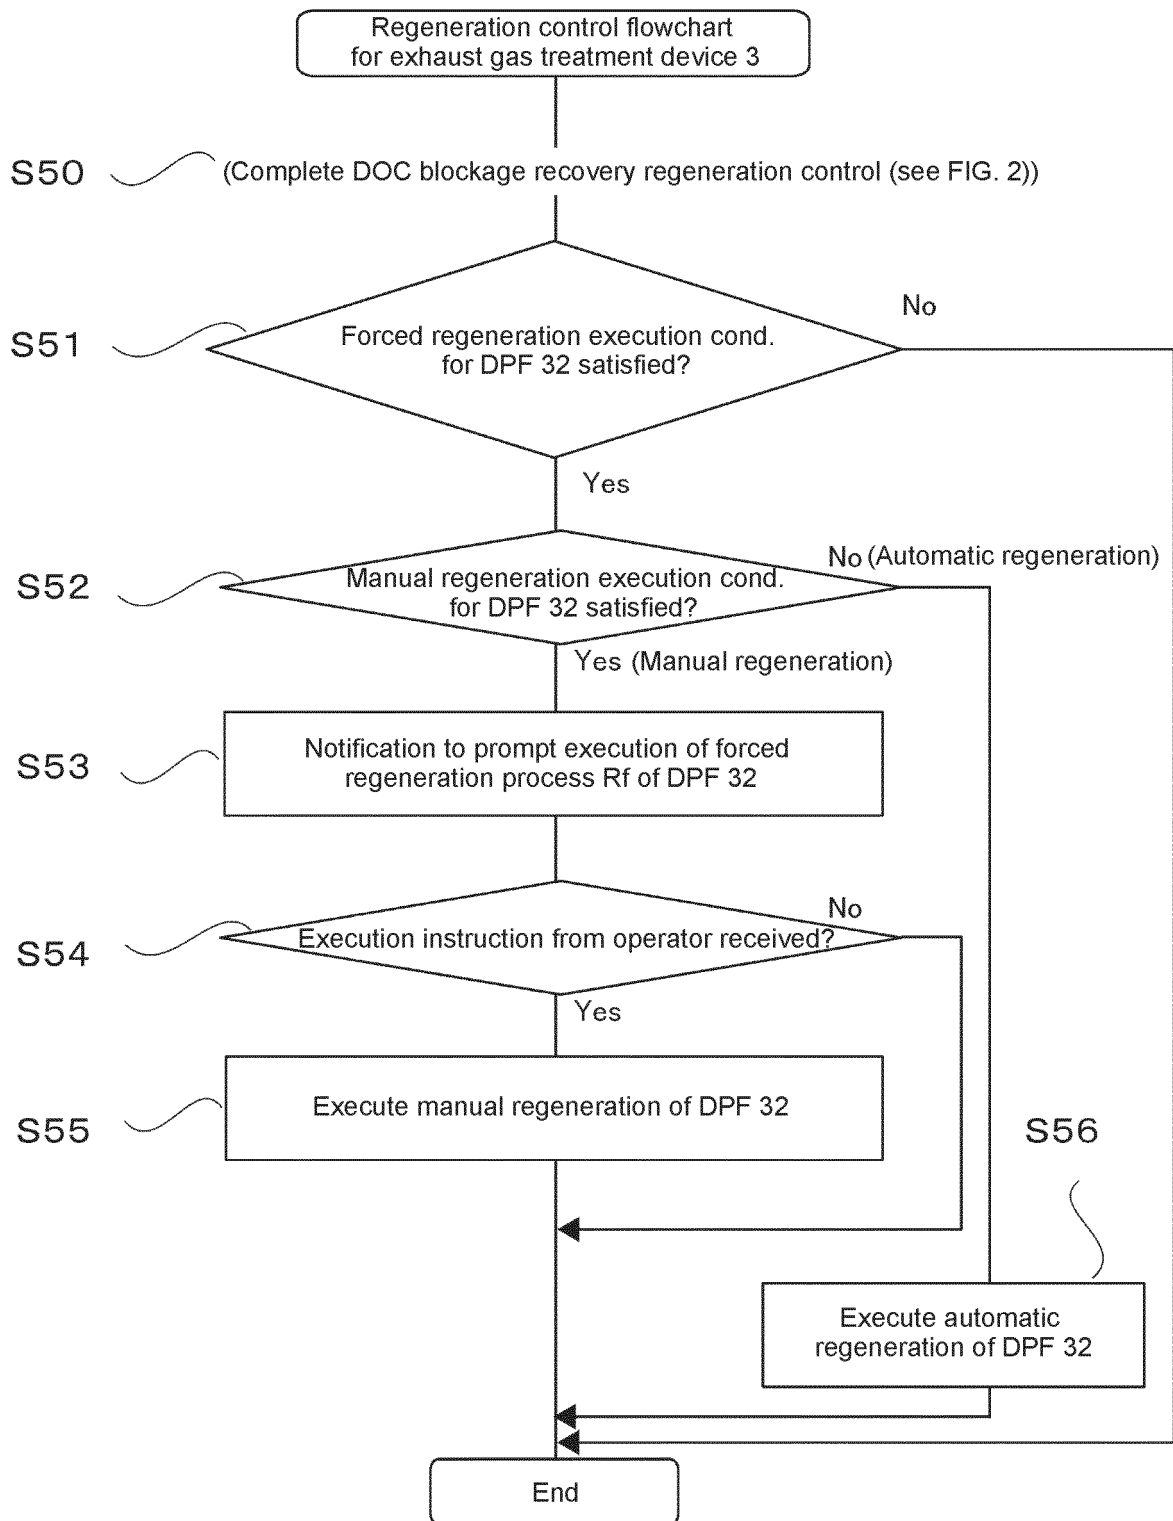 Regeneration control flowchart
for exhaust gas treatment device 3
S50
(Complete DOC blockage recovery regeneration control (see FIG. 2))
S51
Forced regeneration execution cond.
for DPF 32 satisfied?
No
Yes
S52
Manual regeneration execution cond.
for DPF 32 satisfied?
No (Automatic regeneration)
Yes (Manual regeneration)
S53
Notification to prompt execution of forced
regeneration process Rf of DPF 32
S54
Execution instruction from operator received?
No
Yes
S55
Execute manual regeneration of DPF 32
S56
Execute automatic
regeneration of DPF 32
End